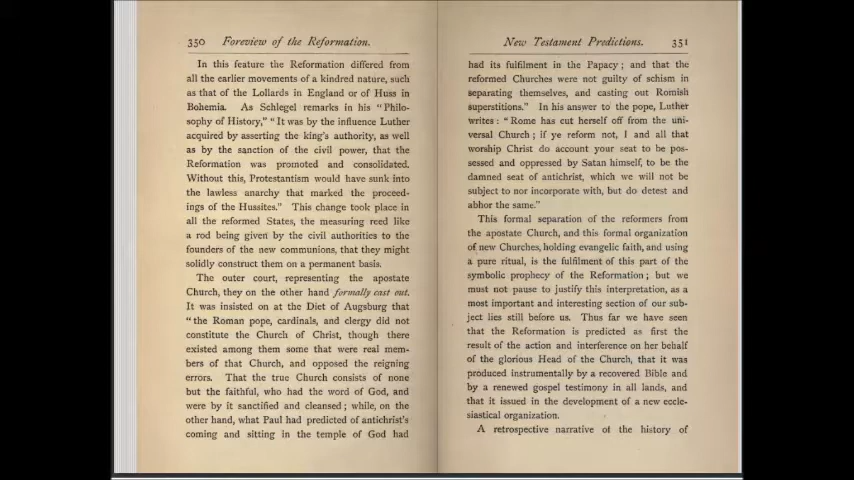 350 Foreview of the Reformation.
In this feature the Reformation differed from
all the earlier movements of a kindred nature, such
as that of the Lollards in England or of Huss in
Bohemia. As Schlegel remarks in his "Philo-
sophy of History," "It was by the influence Luther
acquired by asserting the king's authority, as well
as by the sanction of the civil power, that the
Reformation was promoted and consolidated.
Without this, Protestantism would have sunk into
the lawless anarchy that marked the proceed-
ings of the Hussites." This change took place in
all the reformed States, the measuring reed like
a rod being given by the civil authorities to the
founders of the new communions, that they might
solidly construct them on a permanent basis.
The outer court, representing the apostate
Church, they on the other hand formally cast out.
It was insisted on at the Diet of Augsburg that
"the Roman pope, cardinals, and clergy did not
constitute the Church of Christ, though there
existed among them some that were real mem-
bers of that Church, and opposed the reigning
errors. That the true Church consists of none
but the faithful, who had the word of God, and
were by it sanctified and cleansed; while, on the
other hand, what Paul had predicted of antichrist's
coming and sitting in the temple of God had
New Testament Predictions. 351
had its fulfilment in the Papacy; and that the
reformed Churches were not guilty of schism in
separating themselves, and casting out Romish
superstitions." In his answer to the pope, Luther
writes: "Rome has cut herself off from the uni-
versal Church; if ye reform not, I and all that
worship Christ do account your seat to be pos-
sessed and oppressed by Satan himself, to be the
damned seat of antichrist, which we will not be
subject to nor incorporate with, but do detest and
abhor the same."
This formal separation of the reformers from
the apostate Church, and this formal organization
of new Churches, holding evangelic faith, and using
a pure ritual, is the fulfilment of this part of the
symbolic prophecy of the Reformation; but we
must not pause to justify this interpretation, as a
most important and interesting section of our sub-
ject lies still before us. Thus far we have seen
that the Reformation is predicted as first the
result of the action and interference on her behalf
of the glorious Head of the Church, that it was
produced instrumentally by a recovered Bible and
by a renewed gospel testimony in all lands, and
that it issued in the development of a new eccle-
siastical organization.
A retrospective narrative of the history of